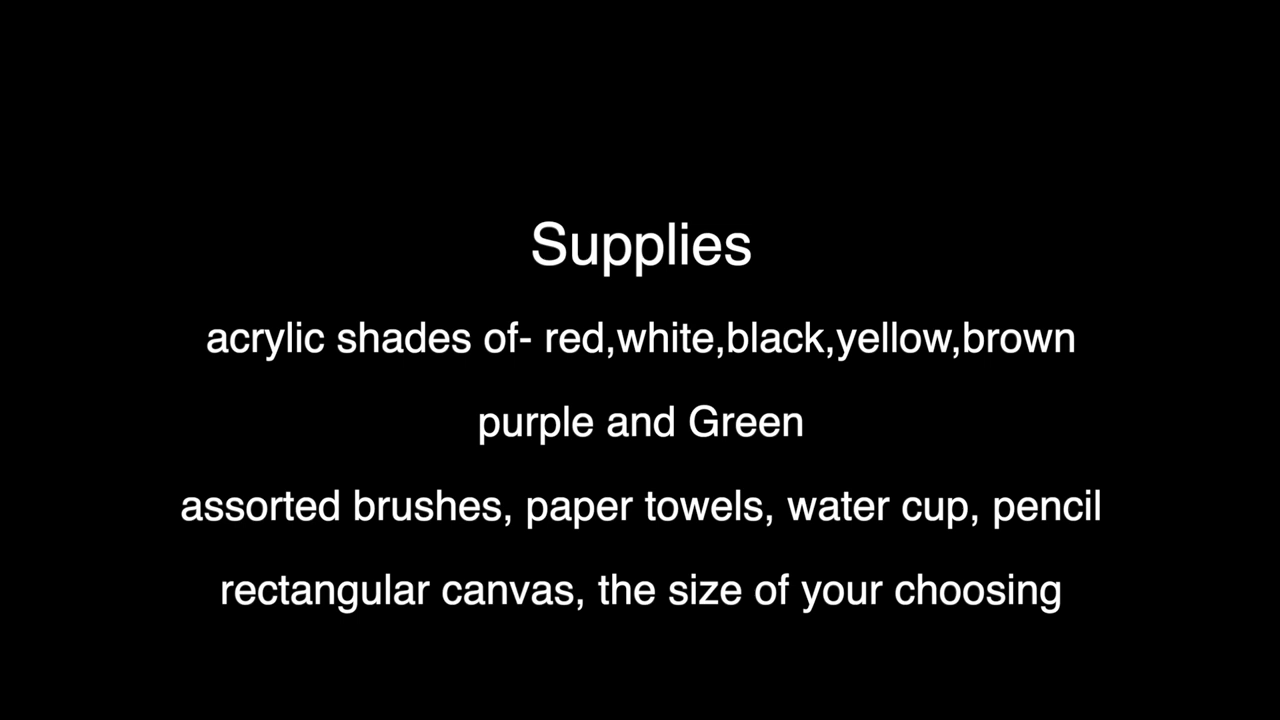 Supplies
acrylic shades of- red,white,black,yellow,brown
purple and Green
assorted brushes, paper towels, water cup, pencil
rectangular canvas, the size of your choosing